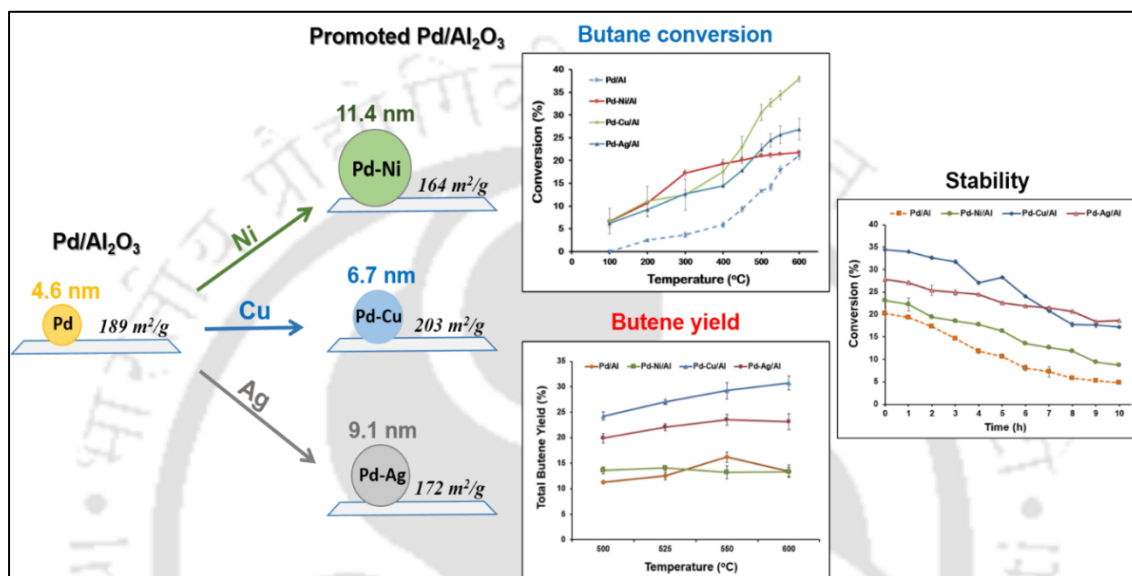 Promoted Pd/Al₂O₃
11.4 nm
Pd-Ni
164 m²/g
Ni
Pd/Al₂O₃
4.6 nm
Pd
189 m²/g
Cu
6.7 nm
Pd-Cu
203 m²/g
Ag
9.1 nm
Pd-Ag
172 m²/g
Butane conversion
Conversion (%)
40
35
30
25
20
15
10
5
0
Pd/Al
Pd-Ni/Al
Pd-Cu/Al
Pd-Ag/Al
0 100 200 300 400 500 600 700
Temperature (°C)
Butene yield
Total Butene Yield (%)
Pd/Al Pd-Ni/Al Pd-Cu/Al Pd-Ag/Al
35
30
25
20
15
10
5
0
500 525 550 600
Temperature (°C)
Stability
Conversion (%)
Pd/Al Pd-Ni/Al Pd-Cu/Al Pd-Ag/Al
40
35
30
25
20
15
10
5
0
0 1 2 3 4 5 6 7 8 9 10
Time (h)